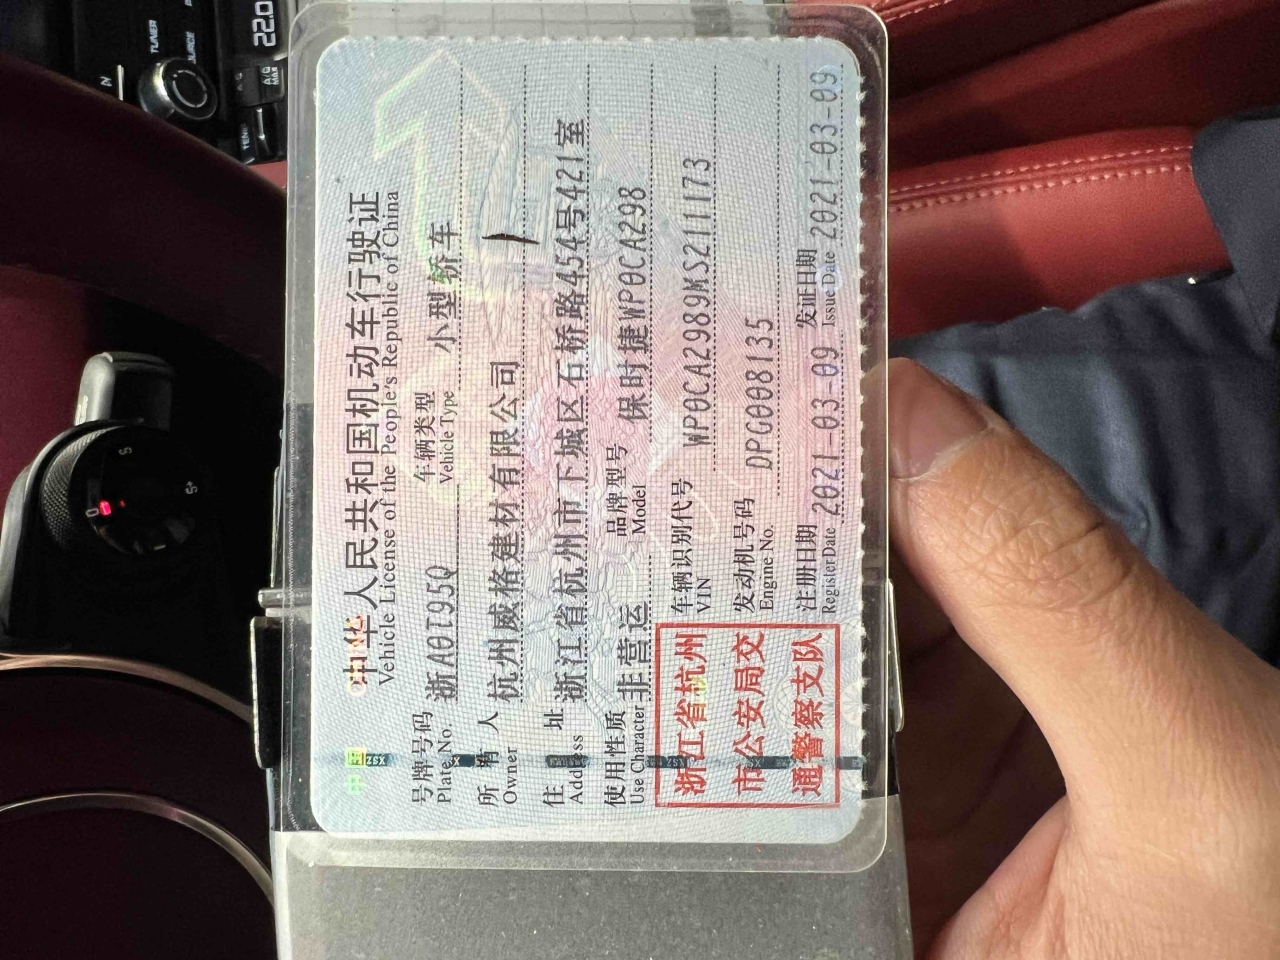 中华人民共和国机动车行驶证
Vehicle License of the People's Republic of China
号牌号码 浙A0T95Q 车辆类型 小型轿车
Plate No. Vehicle Type
所有人 杭州威格建材有限公司
Owner
住址 浙江省杭州市下城区石桥路454号421室
Address
使用性质 非营运 品牌型号 保时捷WP0CA298
Use Character Model
浙江省杭州
市公安局交
通警察支队
车辆识别代号 WP0CA2989MS211173
VIN
发动机号码 DPG008135
Engine No.
注册日期 2021-03-09 发证日期 2021-03-09
Register Date Issue Date
中国
TUNER
22.0
A/C
MAX
TEMP
N
0
S
S+